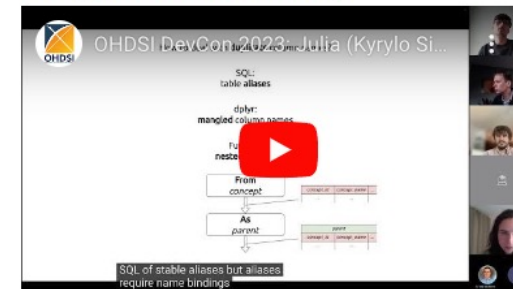 OHDSI
OHDSI DevCon 2023: Julia (Kyrylo Si...
SQL:
table aliases
dplyr:
mangled column names
From
concept
concept_id concept_name ...
As
parent
parent
concept_id concept_name ...
SQL of stable aliases but aliases
require name bindings